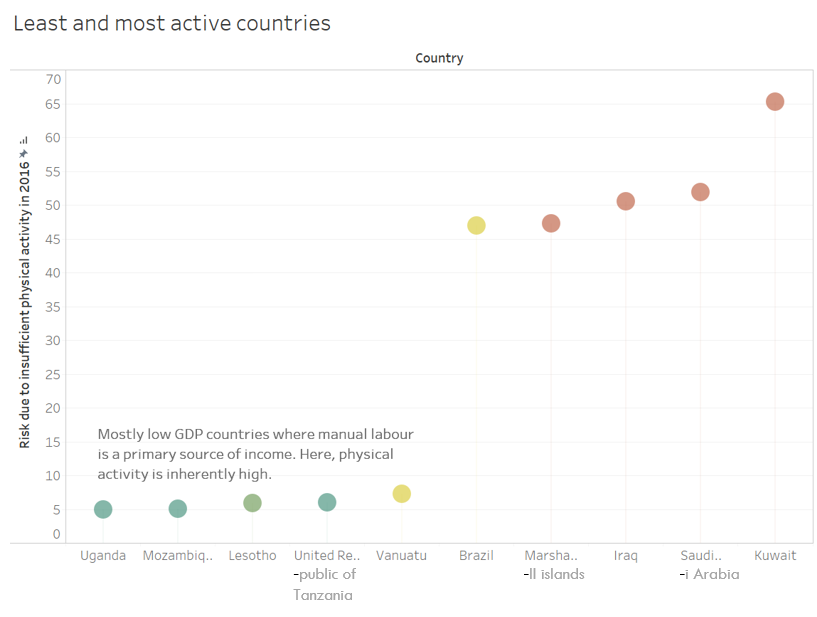 Least and most active countries
Country
Risk due to insufficient physical activity in 2016
70
65
60
55
50
45
40
35
30
25
20
15
10
5
0
Mostly low GDP countries where manual labour
is a primary source of income. Here, physical
activity is inherently high.
Uganda Mozambiq.. Lesotho United Re.. Vanuatu Brazil Marsha.. Iraq Saudi.. Kuwait
-public of -ll islands -i Arabia
Tanzania